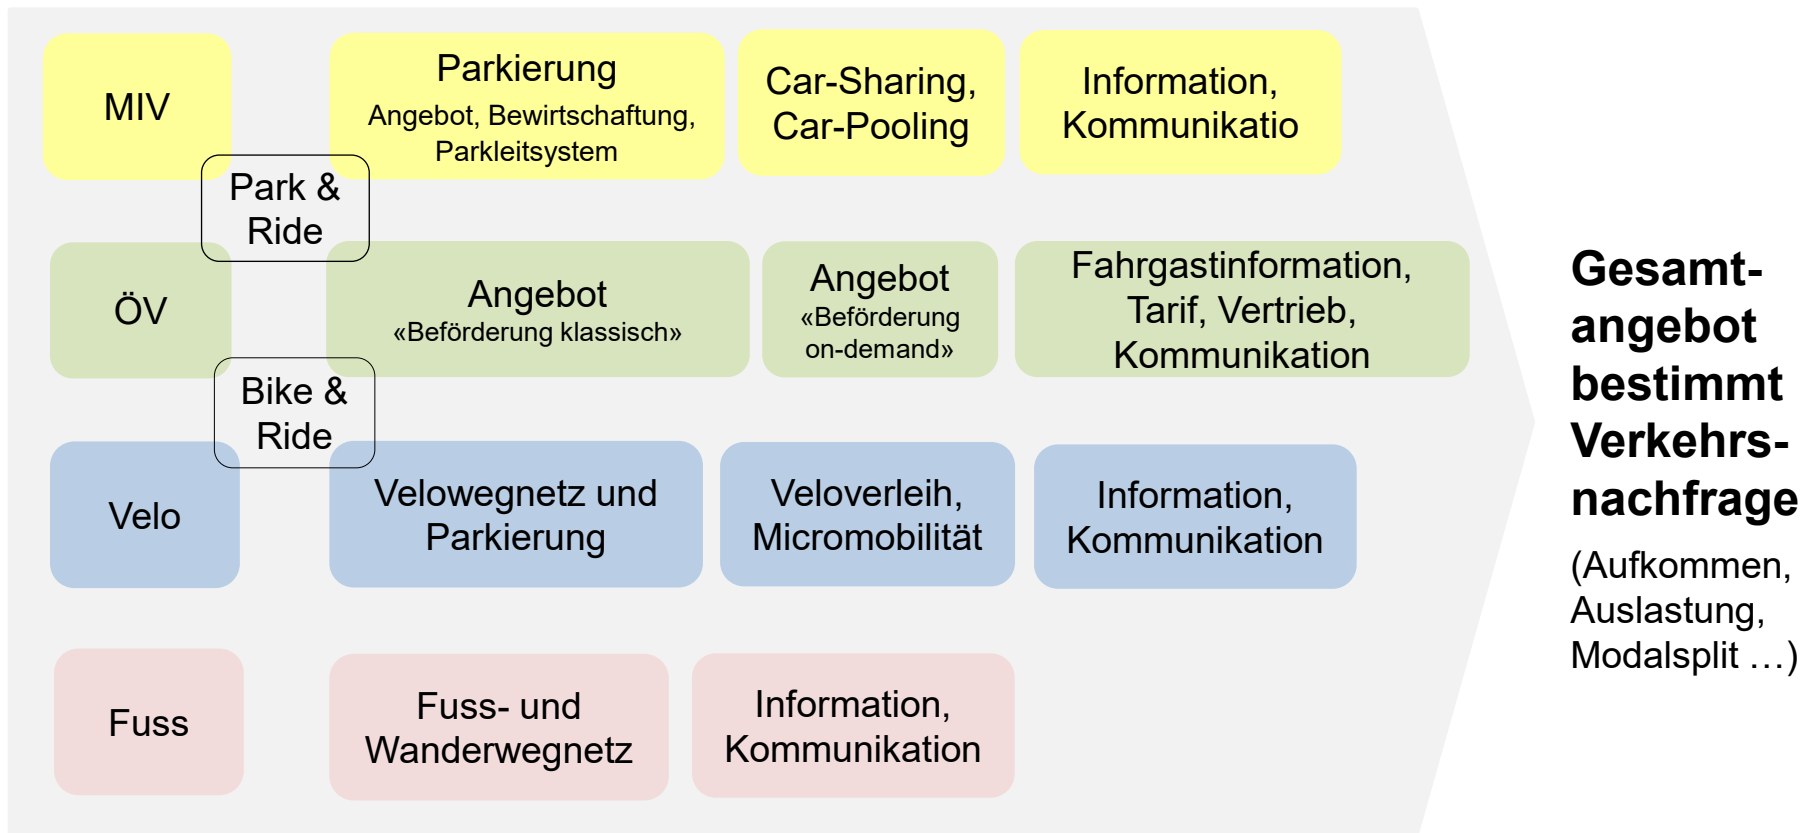 MIV
Parkierung
Angebot, Bewirtschaftung,
Parkleitsystem
Car-Sharing,
Car-Pooling
Information,
Kommunikatio
Park &
Ride
ÖV
Angebot
«Beförderung klassisch»
Angebot
«Beförderung
on-demand»
Fahrgastinformation,
Tarif, Vertrieb,
Kommunikation
Bike &
Ride
Velo
Velowegnetz und
Parkierung
Veloverleih,
Micromobilität
Information,
Kommunikation
Fuss
Fuss- und
Wanderwegnetz
Information,
Kommunikation
Gesamt-
angebot
bestimmt
Verkehrs-
nachfrage
(Aufkommen,
Auslastung,
Modalsplit …)